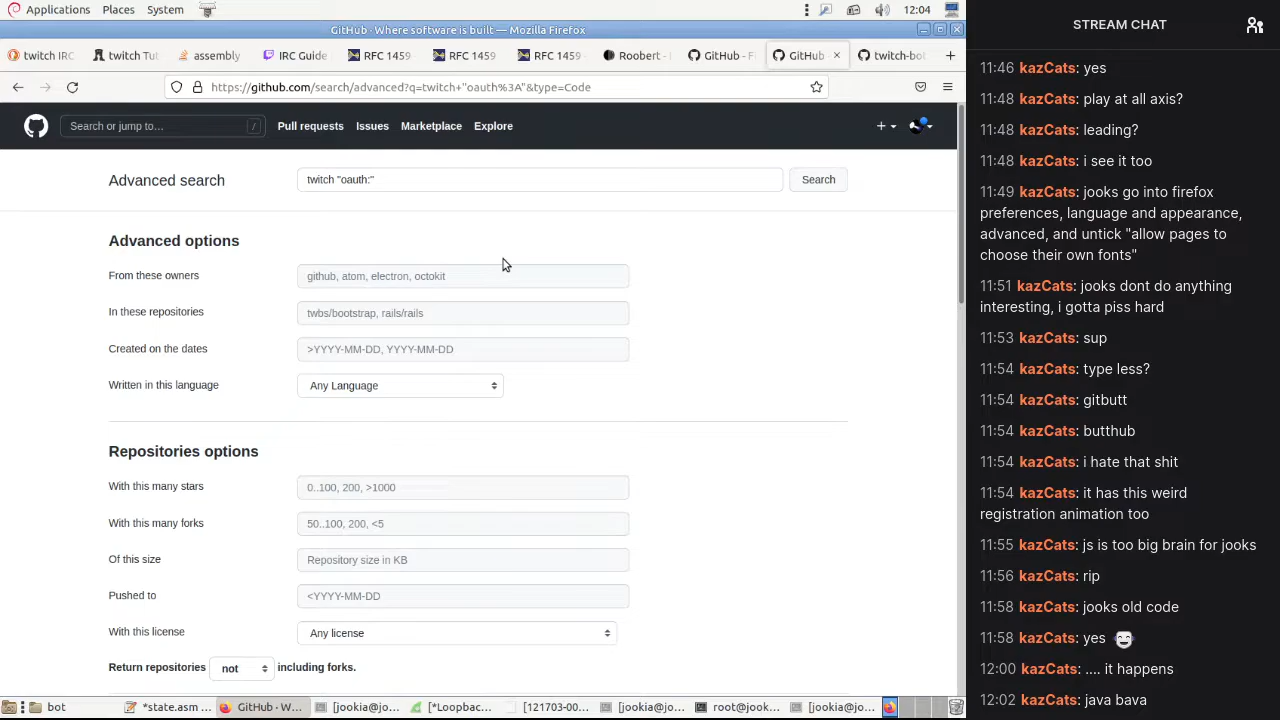 Applications Places System 12:04
GitHub · Where software is built — Mozilla Firefox
twitch IRC twitch Tut assembly IRC Guide RFC 1459 RFC 1459 RFC 1459 Roobert - GitHub - F GitHub twitch-bot
https://github.com/search/advanced?q=twitch+"oauth%3A"&type=Code
Search or jump to… / Pull requests Issues Marketplace Explore
Advanced search twitch "oauth:" Search
Advanced options
From these owners github, atom, electron, octokit
In these repositories twbs/bootstrap, rails/rails
Created on the dates >YYYY-MM-DD, YYYY-MM-DD
Written in this language Any Language
Repositories options
With this many stars 0..100, 200, >1000
With this many forks 50..100, 200, <5
Of this size Repository size in KB
Pushed to <YYYY-MM-DD
With this license Any license
Return repositories not including forks.
bot *state.asm ... GitHub · W... [jookia@jo... [*Loopbac... [121703-00... [jookia@jo... root@jook... [jookia@jo...
STREAM CHAT
11:46 kazCats: yes
11:48 kazCats: play at all axis?
11:48 kazCats: leading?
11:48 kazCats: i see it too
11:49 kazCats: jooks go into firefox
preferences, language and appearance,
advanced, and untick "allow pages to
choose their own fonts"
11:51 kazCats: jooks dont do anything
interesting, i gotta piss hard
11:53 kazCats: sup
11:54 kazCats: type less?
11:54 kazCats: gitbutt
11:54 kazCats: butthub
11:54 kazCats: i hate that shit
11:54 kazCats: it has this weird
registration animation too
11:55 kazCats: js is too big brain for jooks
11:56 kazCats: rip
11:58 kazCats: jooks old code
11:58 kazCats: yes
12:00 kazCats: .... it happens
12:02 kazCats: java bava